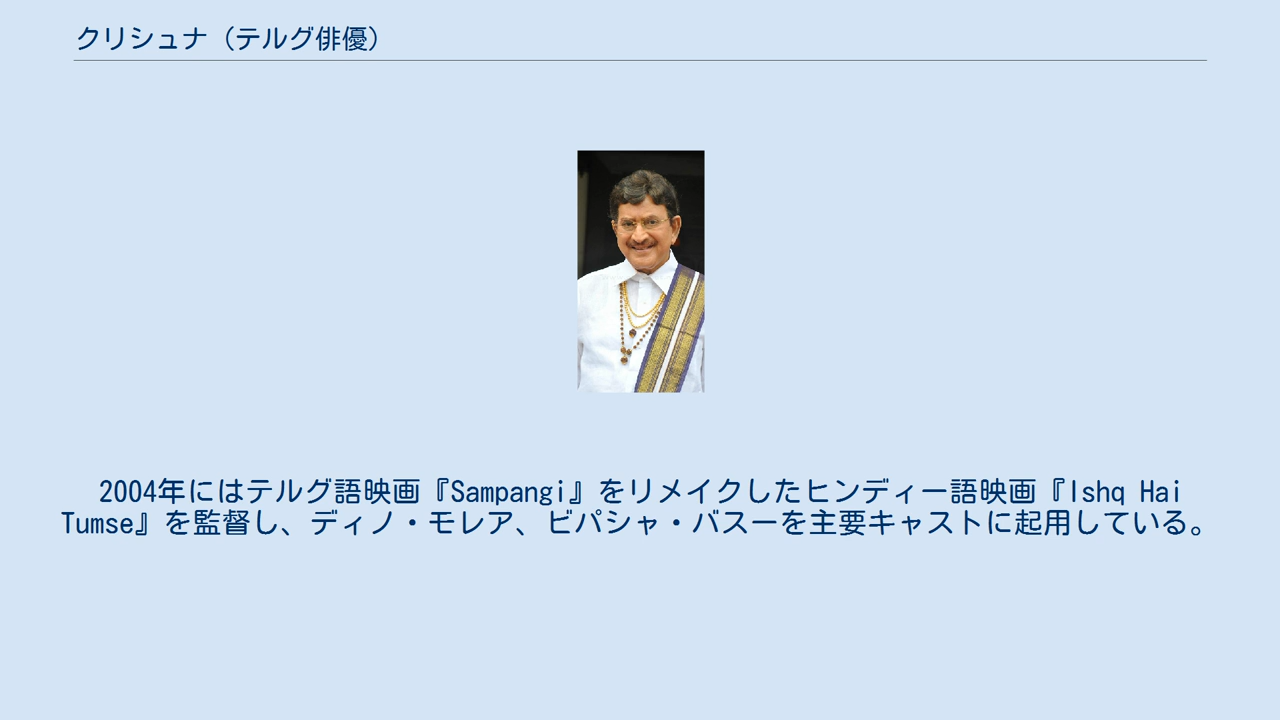 クリシュナ（テルグ俳優）
2004年にはテルグ語映画『Sampangi』をリメイクしたヒンディー語映画『Ishq Hai
Tumse』を監督し、ディノ・モレア、ビパシャ・バスーを主要キャストに起用している。